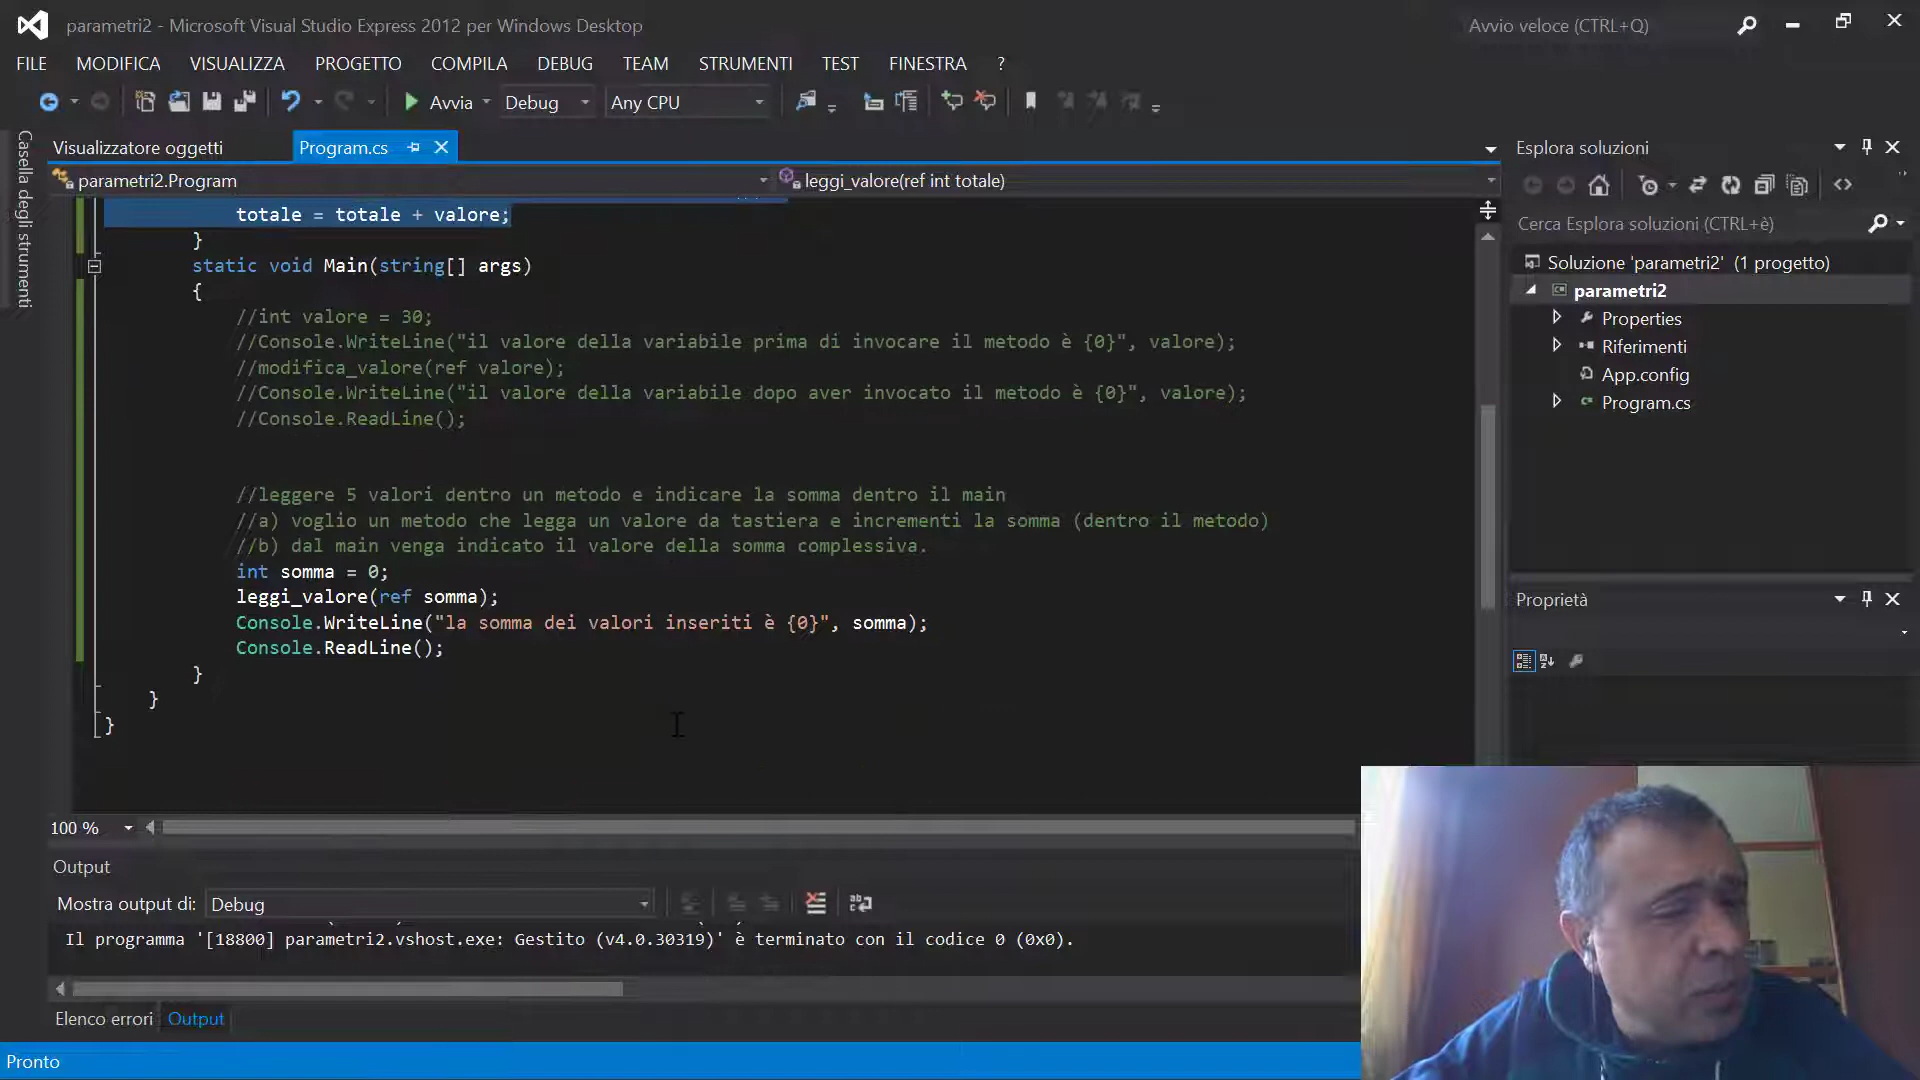 parametri2 - Microsoft Visual Studio Express 2012 per Windows Desktop
Avvio veloce (CTRL+Q)
FILE MODIFICA VISUALIZZA PROGETTO COMPILA DEBUG TEAM STRUMENTI TEST FINESTRA ?
Avvia Debug Any CPU
Casella degli strumenti
Visualizzatore oggetti Program.cs
parametri2.Program leggi_valore(ref int totale)
totale = totale + valore;
}
static void Main(string[] args)
{
//int valore = 30;
//Console.WriteLine("il valore della variabile prima di invocare il metodo è {0}", valore);
//modifica_valore(ref valore);
//Console.WriteLine("il valore della variabile dopo aver invocato il metodo è {0}", valore);
//Console.ReadLine();
//leggere 5 valori dentro un metodo e indicare la somma dentro il main
//a) voglio un metodo che legga un valore da tastiera e incrementi la somma (dentro il metodo)
//b) dal main venga indicato il valore della somma complessiva.
int somma = 0;
leggi_valore(ref somma);
Console.WriteLine("la somma dei valori inseriti è {0}", somma);
Console.ReadLine();
}
}
}
100 %
Output
Mostra output di: Debug
Il programma '[18800] parametri2.vshost.exe: Gestito (v4.0.30319)' è terminato con il codice 0 (0x0).
Elenco errori Output
Pronto
Esplora soluzioni
Cerca Esplora soluzioni (CTRL+è)
Soluzione 'parametri2' (1 progetto)
parametri2
Properties
Riferimenti
App.config
Program.cs
Proprietà